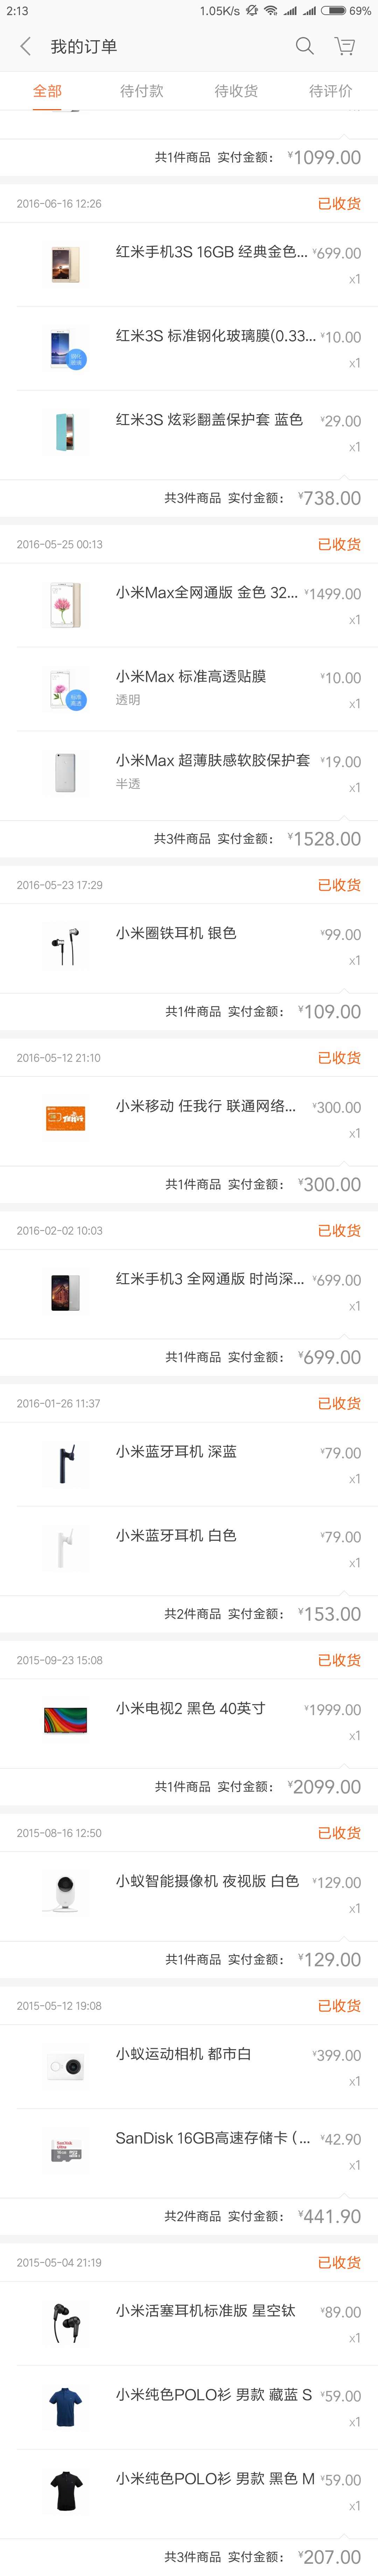 2:13 1.05K/s 69%
我的订单
全部 待付款 待收货 待评价
共1件商品 实付金额： ¥1099.00
2016-06-16 12:26 已收货
红米手机3S 16GB 经典金色... ¥699.00
x1
红米3S 标准钢化玻璃膜(0.33... ¥10.00
x1
红米3S 炫彩翻盖保护套 蓝色 ¥29.00
x1
共3件商品 实付金额： ¥738.00
2016-05-25 00:13 已收货
小米Max全网通版 金色 32... ¥1499.00
x1
小米Max 标准高透贴膜 ¥10.00
透明 x1
小米Max 超薄肤感软胶保护套 ¥19.00
半透 x1
共3件商品 实付金额： ¥1528.00
2016-05-23 17:29 已收货
小米圈铁耳机 银色 ¥99.00
x1
共1件商品 实付金额： ¥109.00
2016-05-12 21:10 已收货
小米移动 任我行 联通网络... ¥300.00
x1
共1件商品 实付金额： ¥300.00
2016-02-02 10:03 已收货
红米手机3 全网通版 时尚深... ¥699.00
x1
共1件商品 实付金额： ¥699.00
2016-01-26 11:37 已收货
小米蓝牙耳机 深蓝 ¥79.00
x1
小米蓝牙耳机 白色 ¥79.00
x1
共2件商品 实付金额： ¥153.00
2015-09-23 15:08 已收货
小米电视2 黑色 40英寸 ¥1999.00
x1
共1件商品 实付金额： ¥2099.00
2015-08-16 12:50 已收货
小蚁智能摄像机 夜视版 白色 ¥129.00
x1
共1件商品 实付金额： ¥129.00
2015-05-12 19:08 已收货
小蚁运动相机 都市白 ¥399.00
x1
SanDisk 16GB高速存储卡 (... ¥42.90
x1
共2件商品 实付金额： ¥441.90
2015-05-04 21:19 已收货
小米活塞耳机标准版 星空钛 ¥89.00
x1
小米纯色POLO衫 男款 藏蓝 S ¥59.00
x1
小米纯色POLO衫 男款 黑色 M ¥59.00
x1
共3件商品 实付金额： ¥207.00